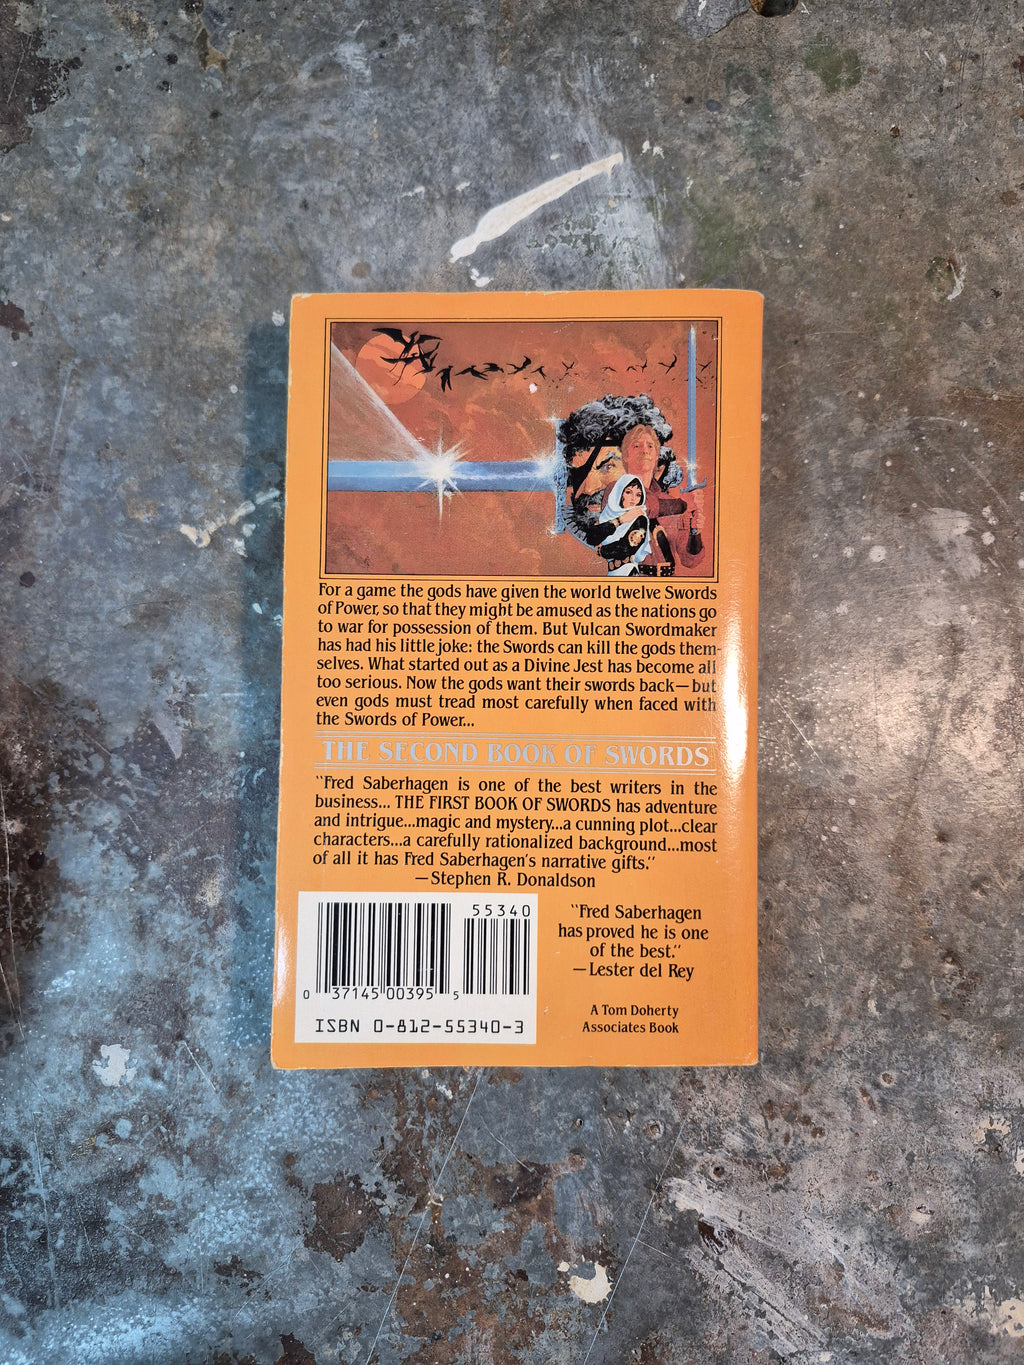 For a game the gods have given the world twelve Swords
of Power, so that they might be amused as the nations go
to war for possession of them. But Vulcan Swordmaker
has had his little joke: the Swords can kill the gods them-
selves. What started out as a Divine Jest has become all
too serious. Now the gods want their swords back—but
even gods must tread most carefully when faced with
the Swords of Power...
THE SECOND BOOK OF SWORDS
"Fred Saberhagen is one of the best writers in the
business... THE FIRST BOOK OF SWORDS has adventure
and intrigue...magic and mystery...a cunning plot...clear
characters...a carefully rationalized background...most
of all it has Fred Saberhagen's narrative gifts."
—Stephen R. Donaldson
55340
0 37145 00395 5
ISBN 0-812-55340-3
"Fred Saberhagen
has proved he is one
of the best."
—Lester del Rey
A Tom Doherty
Associates Book